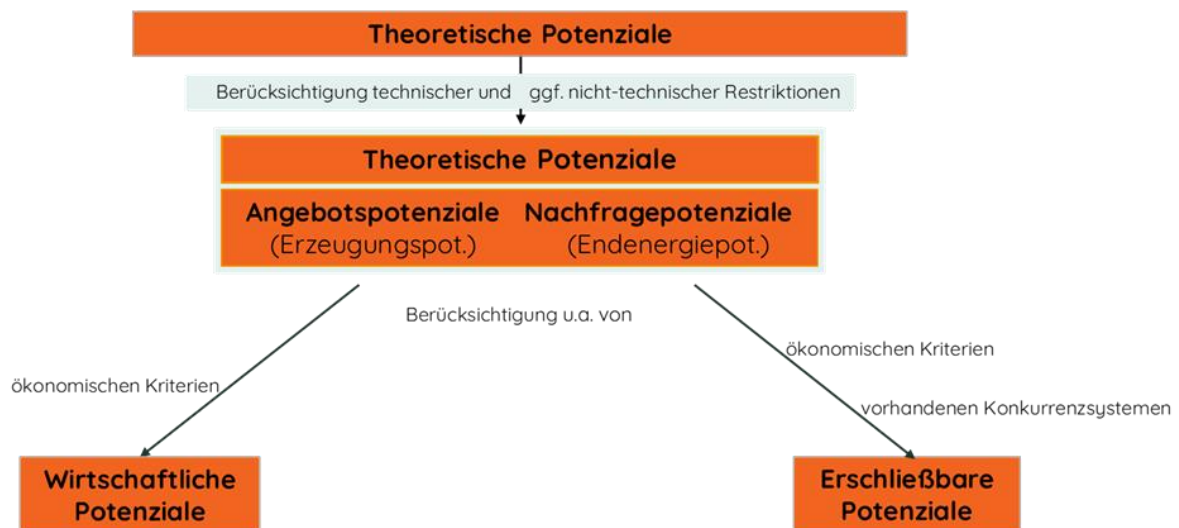 Theoretische Potenziale
Berücksichtigung technischer und ggf. nicht-technischer Restriktionen
Theoretische Potenziale
Angebotspotenziale Nachfragepotenziale
(Erzeugungspot.) (Endenergiepot.)
Berücksichtigung u.a. von
ökonomischen Kriterien
ökonomischen Kriterien
vorhandenen Konkurrenzsystemen
Wirtschaftliche
Potenziale
Erschließbare
Potenziale